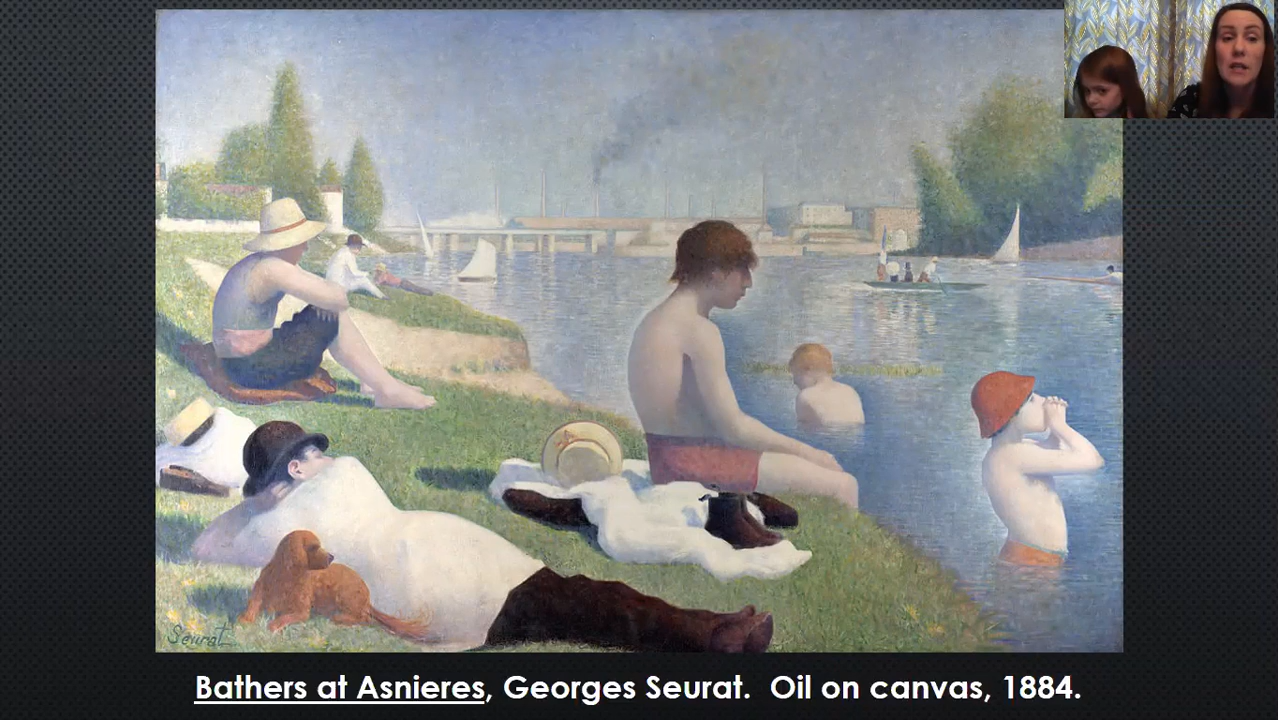 Seurat
Bathers at Asnieres, Georges Seurat.  Oil on canvas, 1884.